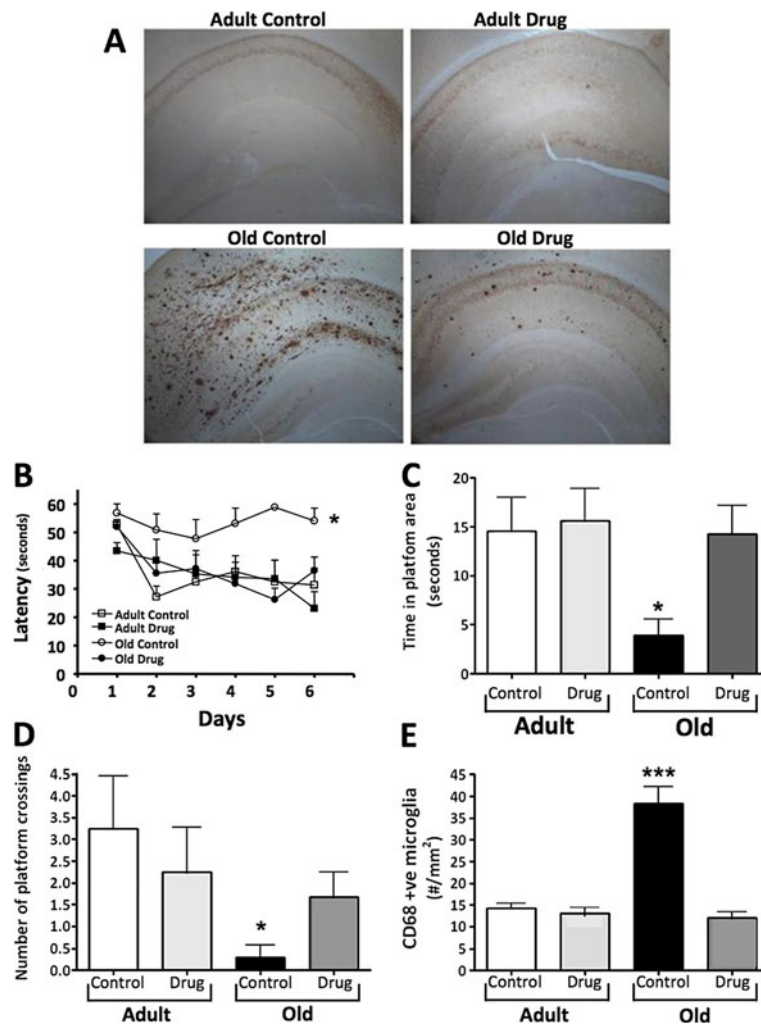 A
Adult Control
Adult Drug
Old Control
Old Drug
B
Latency (seconds)
60
50
40
30
20
10
0
0 1 2 3 4 5 6
Days
*
Adult Control
Adult Drug
Old Control
Old Drug
C
Time in platfom area
(seconds)
20
15
10
5
0
*
Control Drug Control Drug
Adult Old
D
Number of platform crossings
4.5
4.0
3.5
3.0
2.5
2.0
1.5
1.0
0.5
0.0
*
Control Drug Control Drug
Adult Old
E
CD68 +ve microglia
(#/mm²)
45
40
35
30
25
20
15
10
5
0
***
Control Drug Control Drug
Adult Old